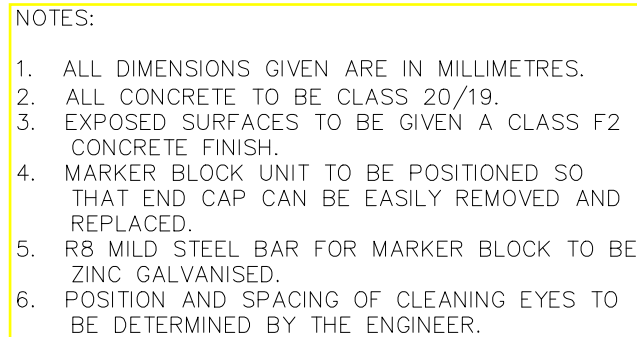 NOTES:
1. ALL DIMENSIONS GIVEN ARE IN MILLIMETRES.
2. ALL CONCRETE TO BE CLASS 20/19.
3. EXPOSED SURFACES TO BE GIVEN A CLASS F2
CONCRETE FINISH.
4. MARKER BLOCK UNIT TO BE POSITIONED SO
THAT END CAP CAN BE EASILY REMOVED AND
REPLACED.
5. R8 MILD STEEL BAR FOR MARKER BLOCK TO BE
ZINC GALVANISED.
6. POSITION AND SPACING OF CLEANING EYES TO
BE DETERMINED BY THE ENGINEER.